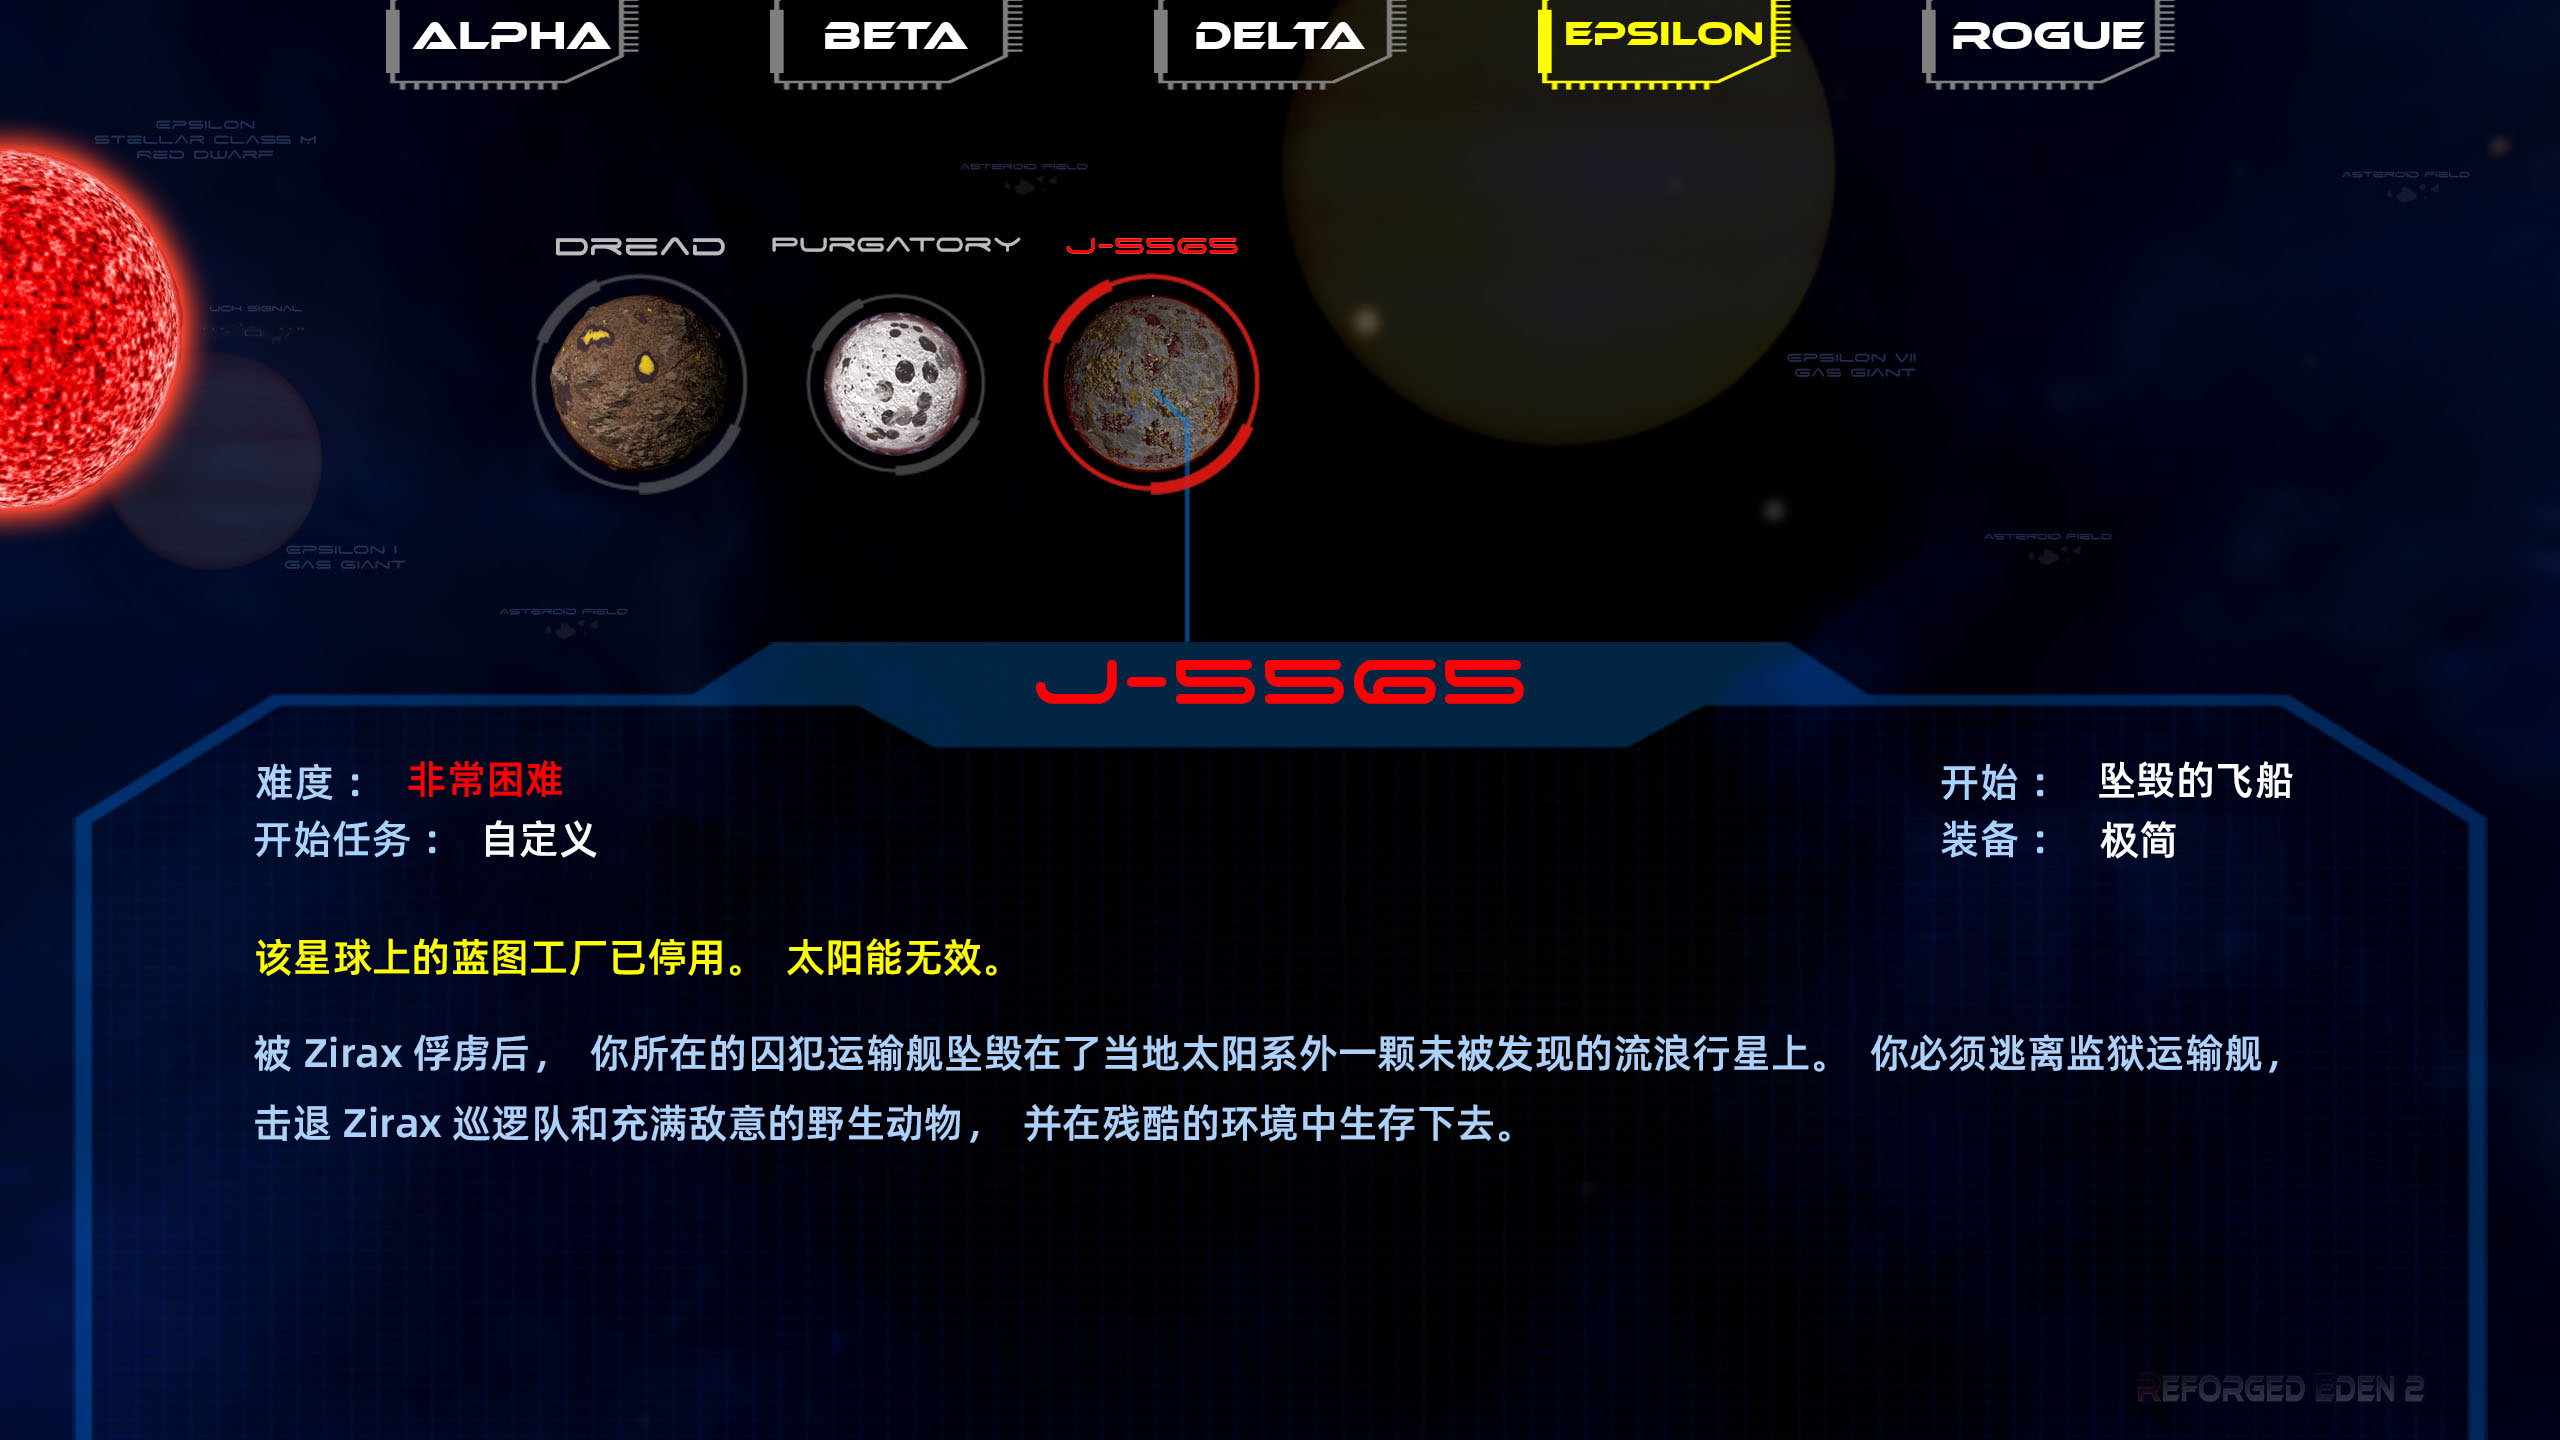 ALPHA
BETA
DELTA
EPSILON
ROGUE
EPSILON
STELLAR CLASS M
RED DWARF
ASTEROID FIELD
ASTEROID FIELD
DREAD
PURGATORY
J-5565
UCH SIGNAL
EPSILON VII
GAS GIANT
EPSILON I
GAS GIANT
ASTEROID FIELD
ASTEROID FIELD
J-5565
难度： 非常困难
开始任务： 自定义
开始： 坠毁的飞船
装备： 极简
该星球上的蓝图工厂已停用。 太阳能无效。
被 Zirax 俘虏后， 你所在的囚犯运输舰坠毁在了当地太阳系外一颗未被发现的流浪行星上。 你必须逃离监狱运输舰，
击退 Zirax 巡逻队和充满敌意的野生动物， 并在残酷的环境中生存下去。
REFORGED EDEN 2